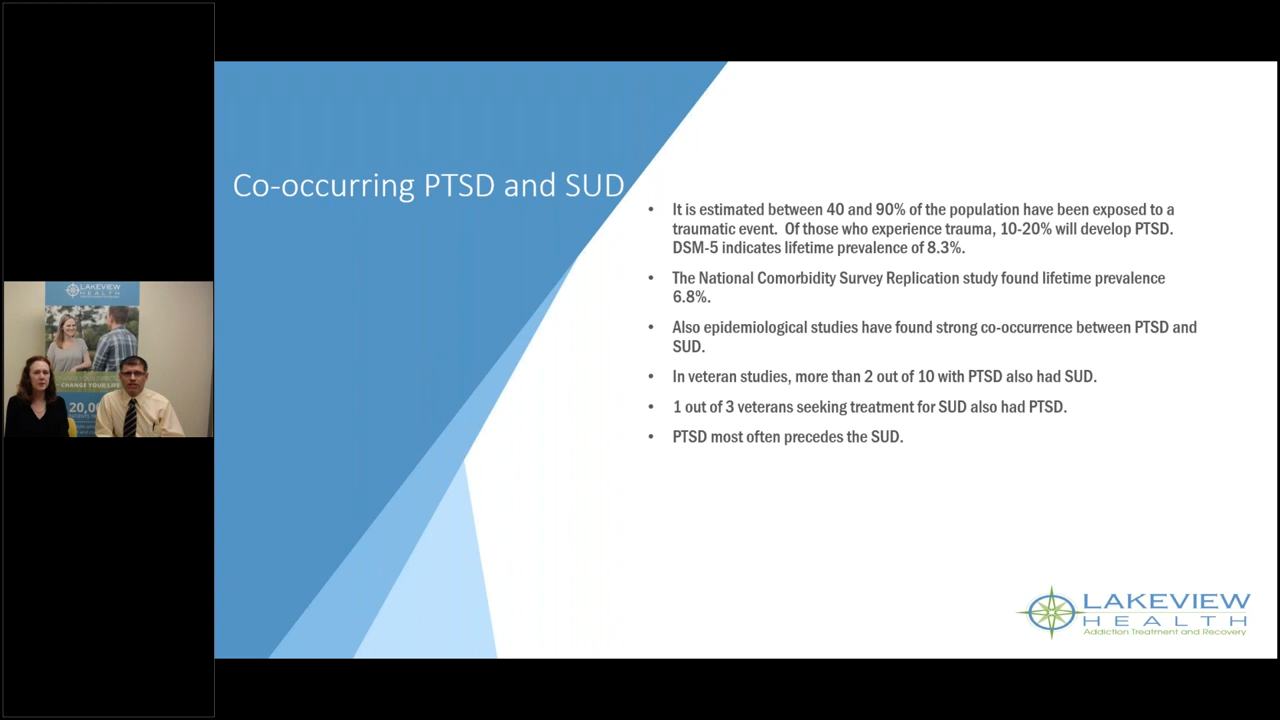 Co-occurring PTSD and SUD
• It is estimated between 40 and 90% of the population have been exposed to a
traumatic event.  Of those who experience trauma, 10-20% will develop PTSD.
DSM-5 indicates lifetime prevalence of 8.3%.
• The National Comorbidity Survey Replication study found lifetime prevalence
6.8%.
• Also epidemiological studies have found strong co-occurrence between PTSD and
SUD.
• In veteran studies, more than 2 out of 10 with PTSD also had SUD.
• 1 out of 3 veterans seeking treatment for SUD also had PTSD.
• PTSD most often precedes the SUD.
LAKEVIEW
HEALTH
Addiction Treatment and Recovery
LAKEVIEW
HEALTH
CHANGE YOUR LIFE